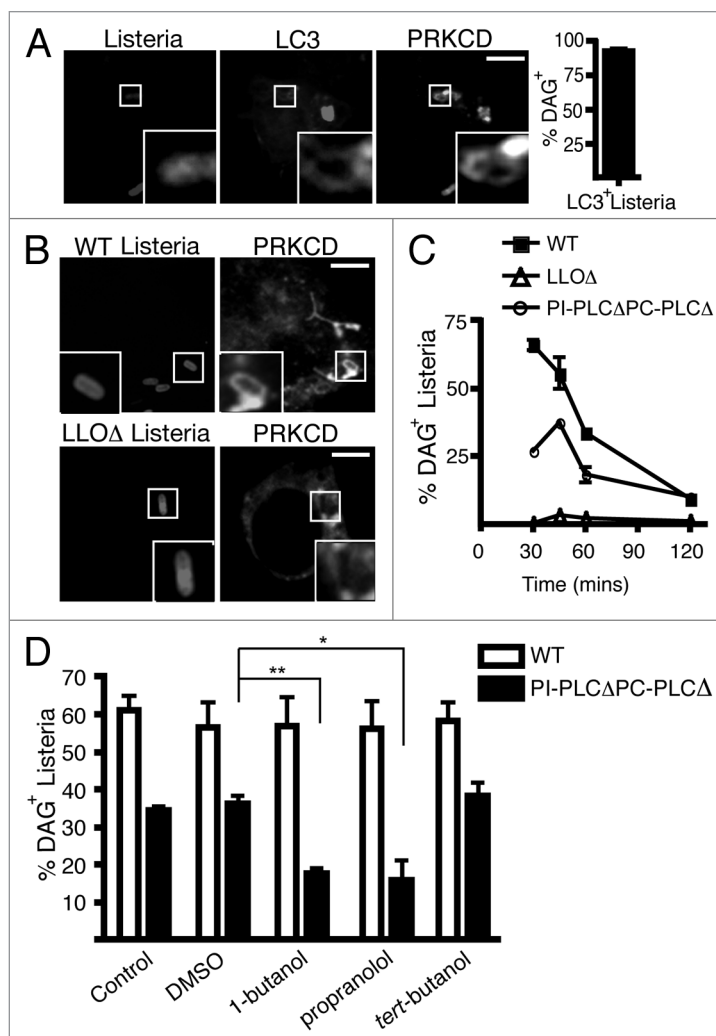 A
Listeria LC3 PRKCD
100
75
50
25
% DAG+
LC3+Listeria
B
WT Listeria PRKCD
LLOΔ Listeria PRKCD
C
WT
LLOΔ
PI-PLCΔPC-PLCΔ
75
50
25
% DAG+ Listeria
0 30 60 90 120
Time (mins)
D
WT
PI-PLCΔPC-PLCΔ
*
**
70
60
50
40
30
20
10
% DAG+ Listeria
Control DMSO 1-butanol propranolol tert-butanol